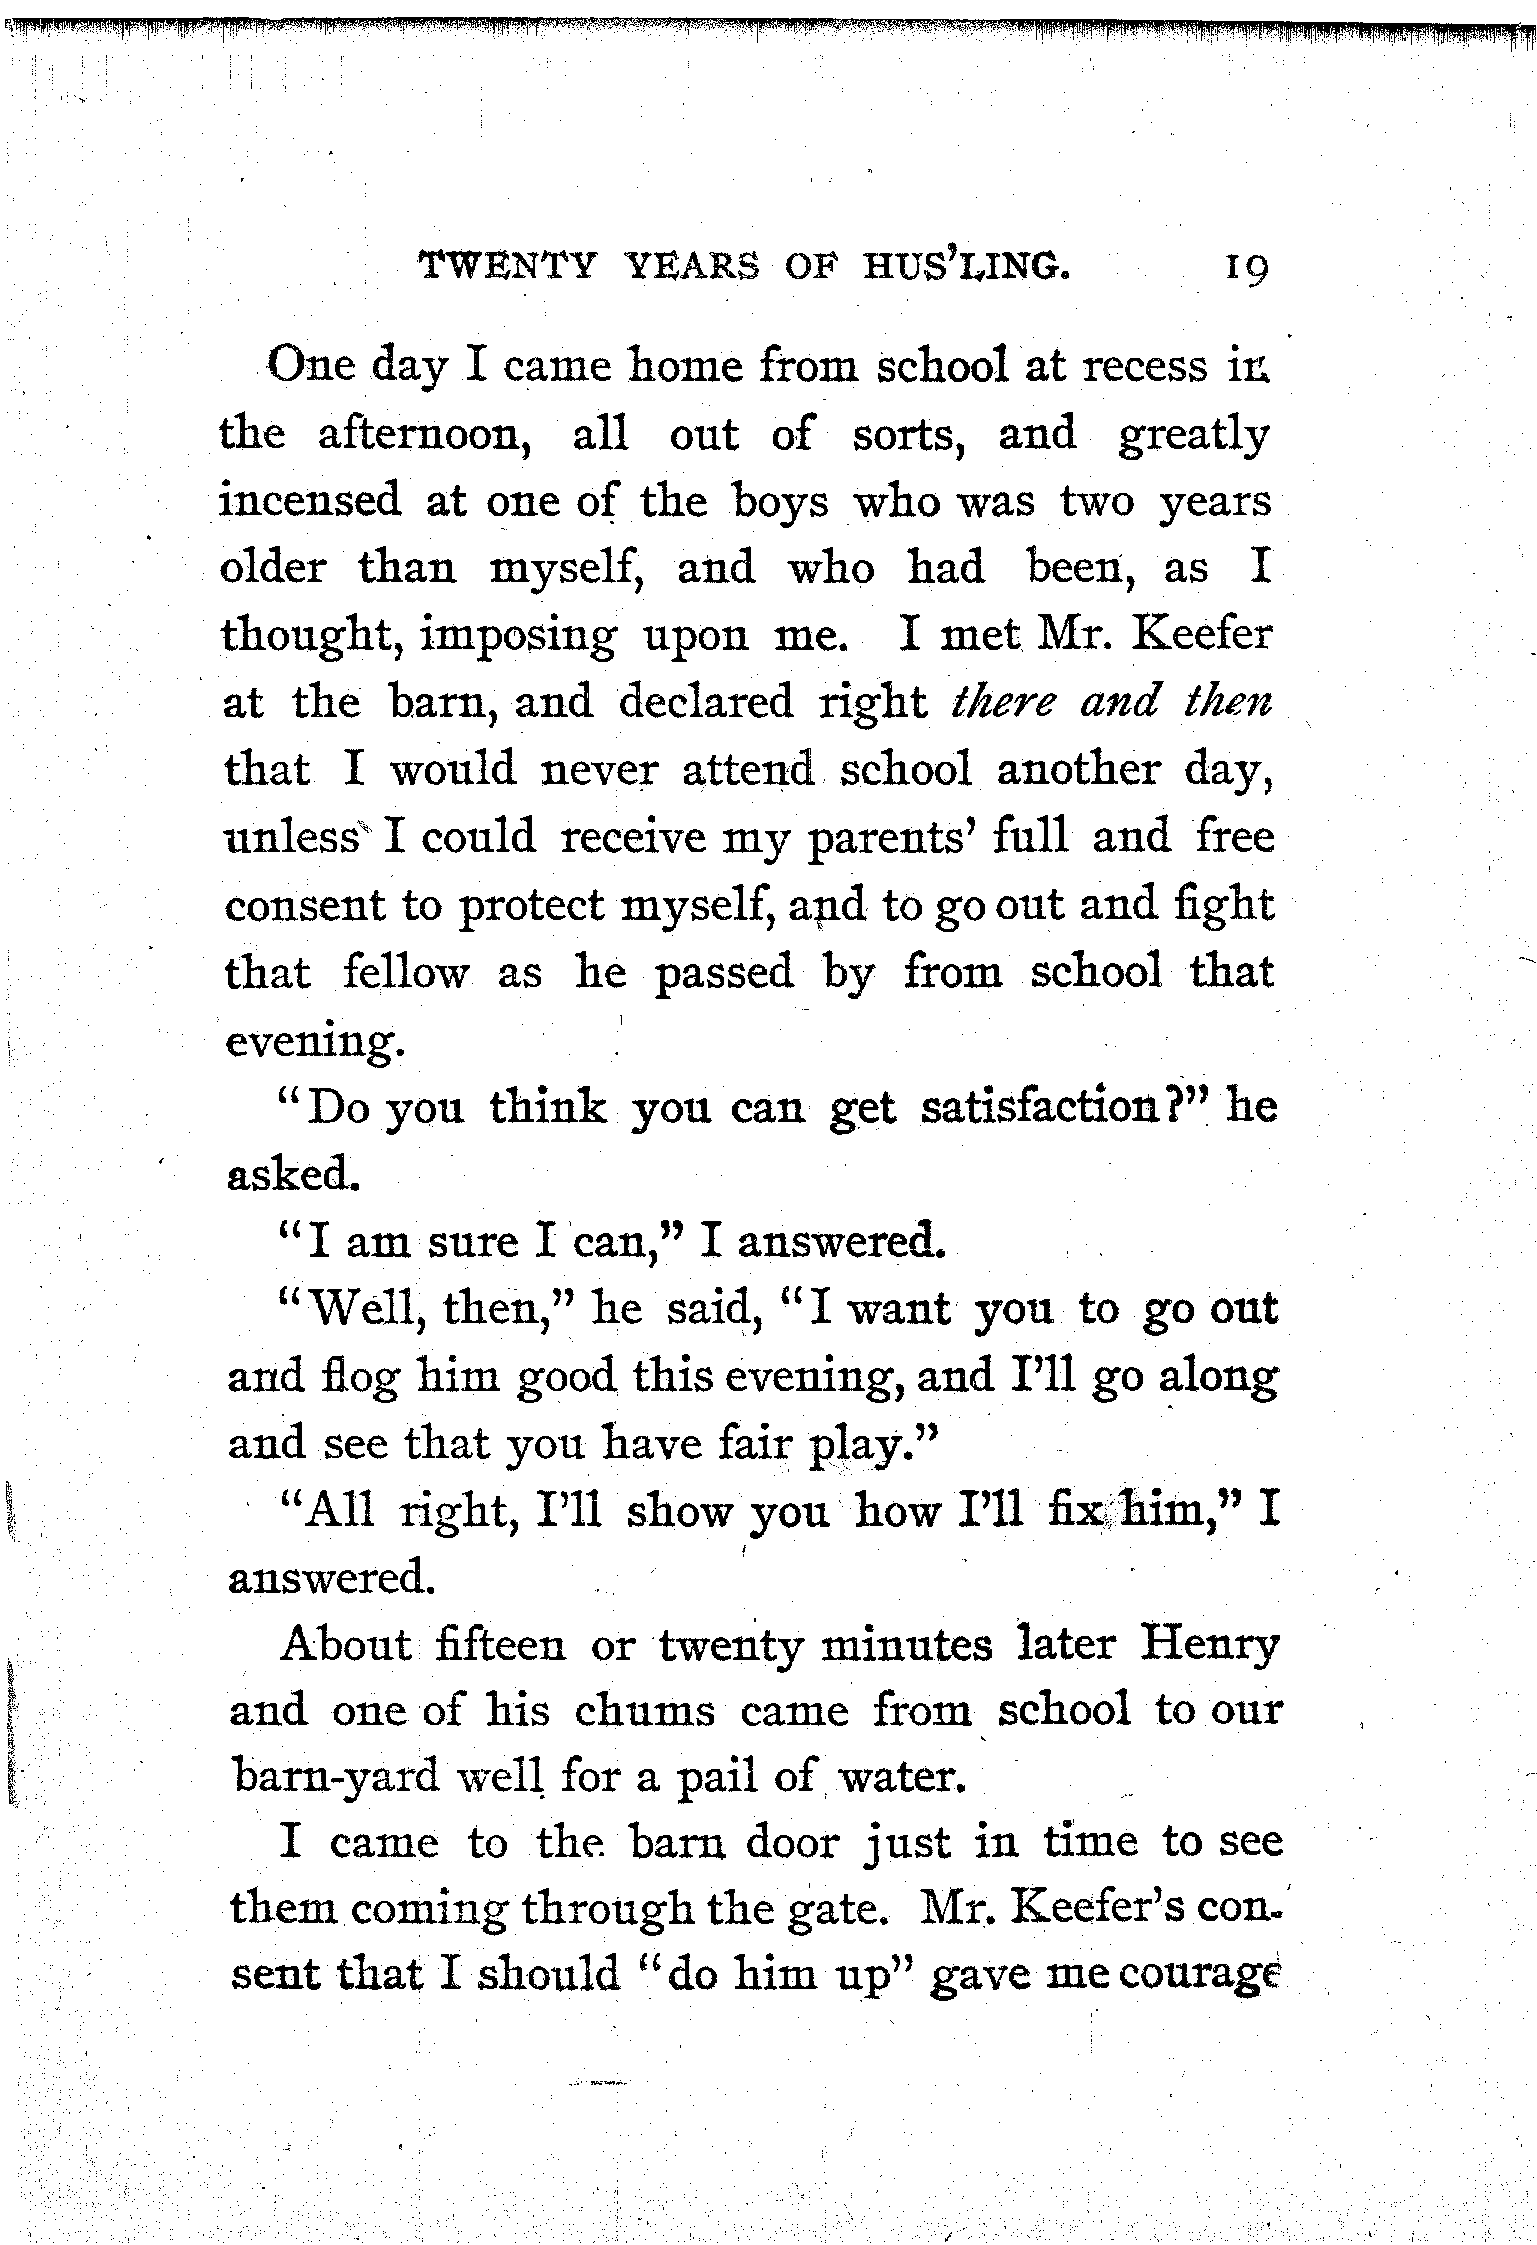 TWENTY YEARS OF HUS'LING. 19
One day I came home from school at recess in
the afternoon, all out of sorts, and greatly
incensed at one of the boys who was two years
older than myself, and who had been, as I
thought, imposing upon me. I met Mr. Keefer
at the barn, and declared right there and then
that I would never attend school another day,
unless I could receive my parents' full and free
consent to protect myself, and to go out and fight
that fellow as he passed by from school that
evening.
"Do you think you can get satisfaction?" he
asked.
"I am sure I can," I answered.
"Well, then," he said, "I want you to go out
and flog him good this evening, and I'll go along
and see that you have fair play."
"All right, I'll show you how I'll fix him," I
answered.
About fifteen or twenty minutes later Henry
and one of his chums came from school to our
barn-yard well for a pail of water.
I came to the barn door just in time to see
them coming through the gate. Mr. Keefer's con-
sent that I should "do him up" gave me courage